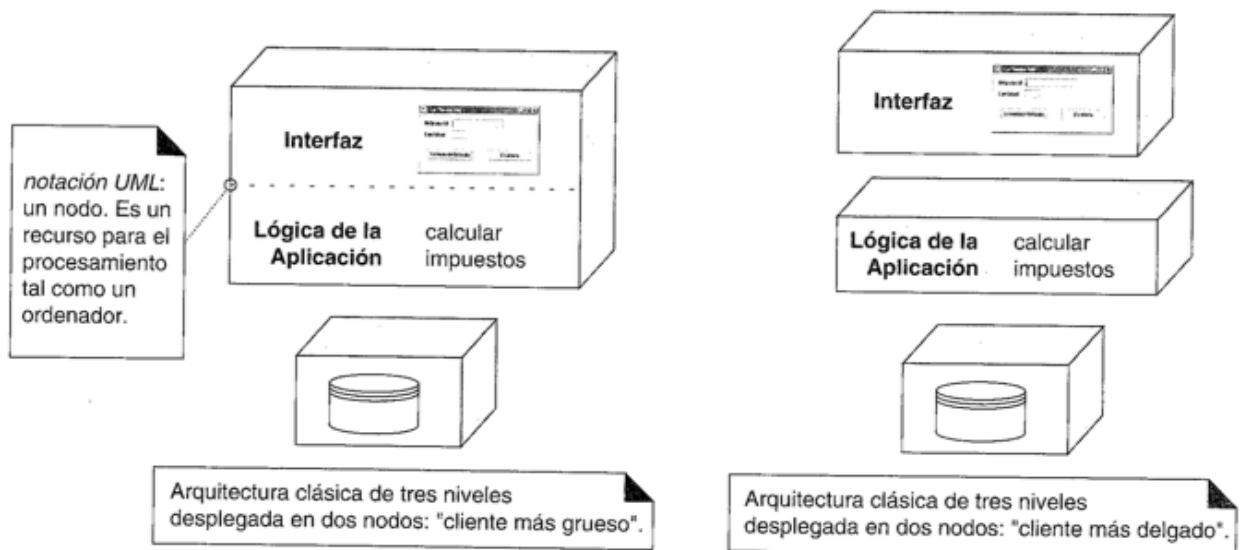 notación UML:
un nodo. Es un
recurso para el
procesamiento
tal como un
ordenador.
Interfaz
Lógica de la
Aplicación
calcular
impuestos
Arquitectura clásica de tres niveles
desplegada en dos nodos: "cliente más grueso".
Interfaz
Lógica de la
Aplicación
calcular
impuestos
Arquitectura clásica de tres niveles
desplegada en dos nodos: "cliente más delgado".